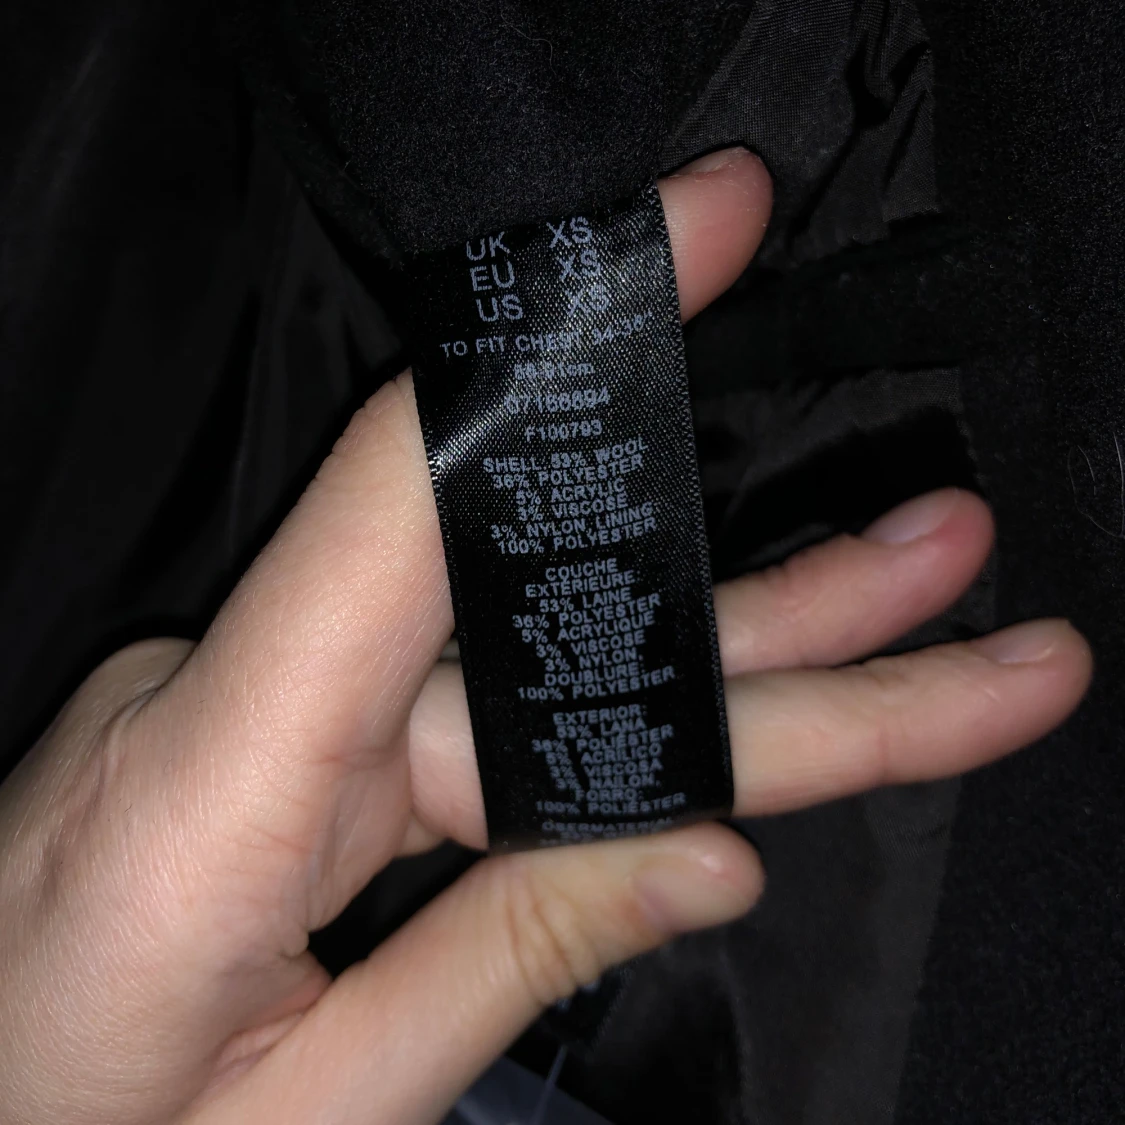 UK XS
EU XS
US XS
TO FIT CHEST 34-36"
F100793
SHELL: 53% WOOL
36% POLYESTER
5% ACRYLIC
3% VISCOSE
3% NYLON. LINING:
100% POLYESTER
COUCHE
EXTÉRIEURE:
53% LAINE
36% POLYESTER
5% ACRYLIQUE
3% VISCOSE
3% NYLON.
DOUBLURE:
100% POLYESTER
EXTERIOR:
53% LANA
36% POLIÉSTER
5% ACRÍLICO
3% VISCOSA
3% NAILON.
FORRO:
100% POLIÉSTER
OBERMATERIAL: